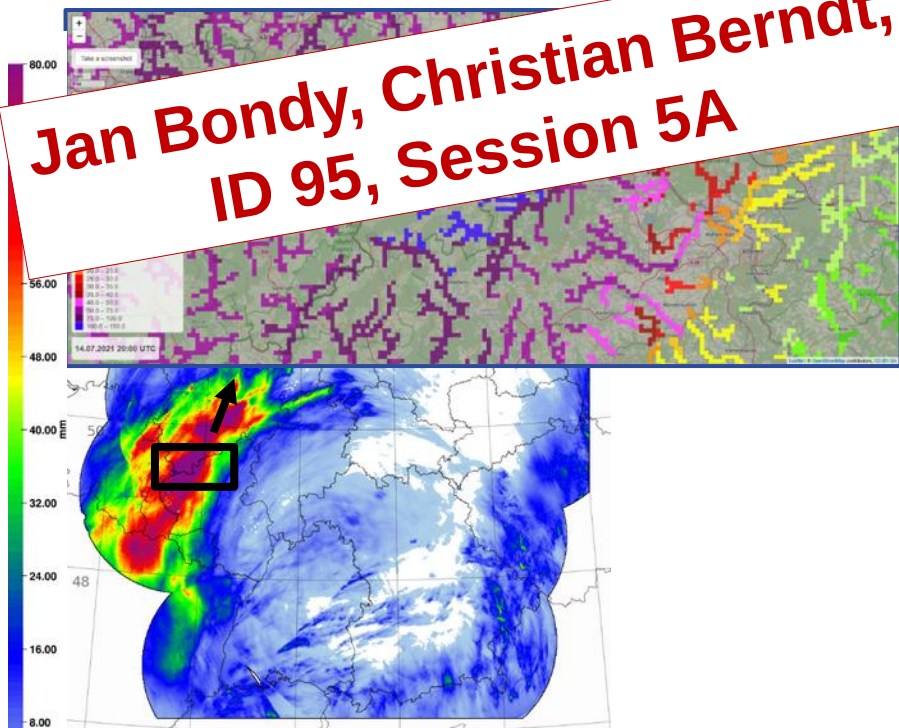 +
−
Take a screenshot
80.00
Jan Bondy, Christian Berndt,
ID 95, Session 5A
56.00
48.00
40.00
32.00
24.00
16.00
8.00
mm
14.07.2021 20:00 UTC
48